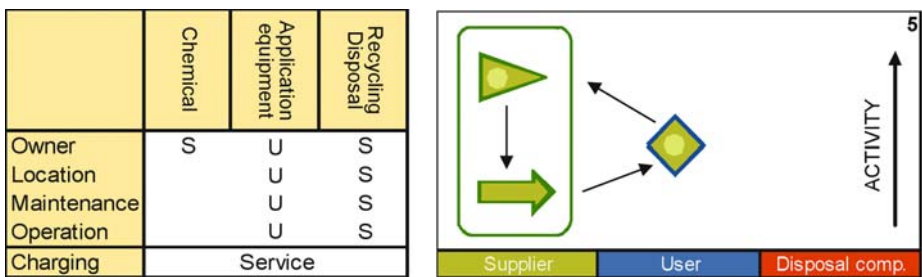 Chemical
Application
equipment
Recycling
Disposal
Owner S U S
Location U S
Maintenance U S
Operation U S
Charging Service
5
ACTIVITY
Supplier User Disposal comp.